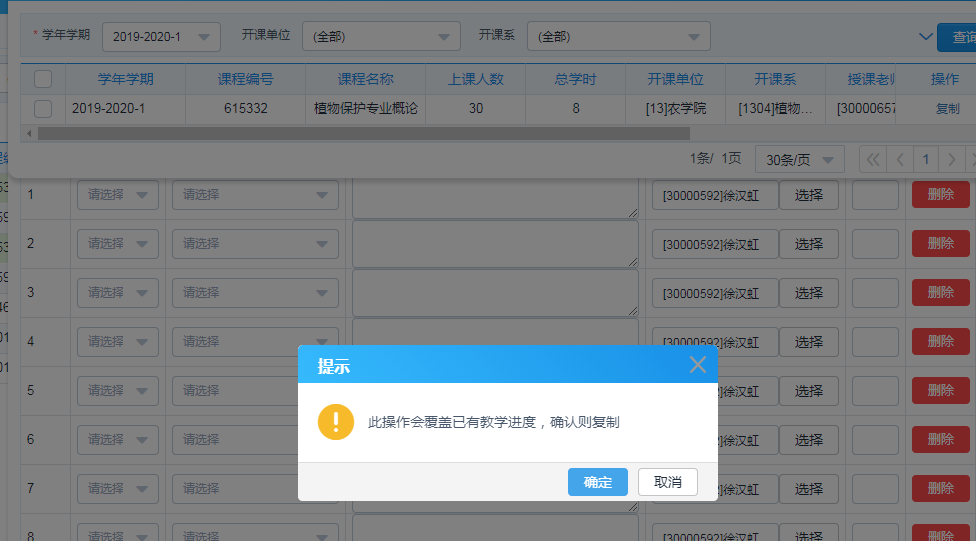 * 学年学期 2019-2020-1 开课单位 (全部) 开课系 (全部) 查询
学年学期 课程编号 课程名称 上课人数 总学时 开课单位 开课系 授课老师 操作
2019-2020-1 615332 植物保护专业概论 30 8 [13]农学院 [1304]植物... [30000657 复制
1条/ 1页 30条/页 1
1 请选择 请选择 [30000592]徐汉虹 选择 删除
2 请选择 请选择 [30000592]徐汉虹 选择 删除
3 请选择 请选择 [30000592]徐汉虹 选择 删除
4 请选择 请选择 [30000592]徐汉虹 选择 删除
提示
5 请选择 请选择 2]徐汉虹 选择 删除
此操作会覆盖已有教学进度，确认则复制
6 请选择 请选择 2]徐汉虹 选择 删除
确定 取消
7 请选择 请选择 2]徐汉虹 选择 删除
8 请选择 请选择 [30000592]徐汉虹 选择 删除